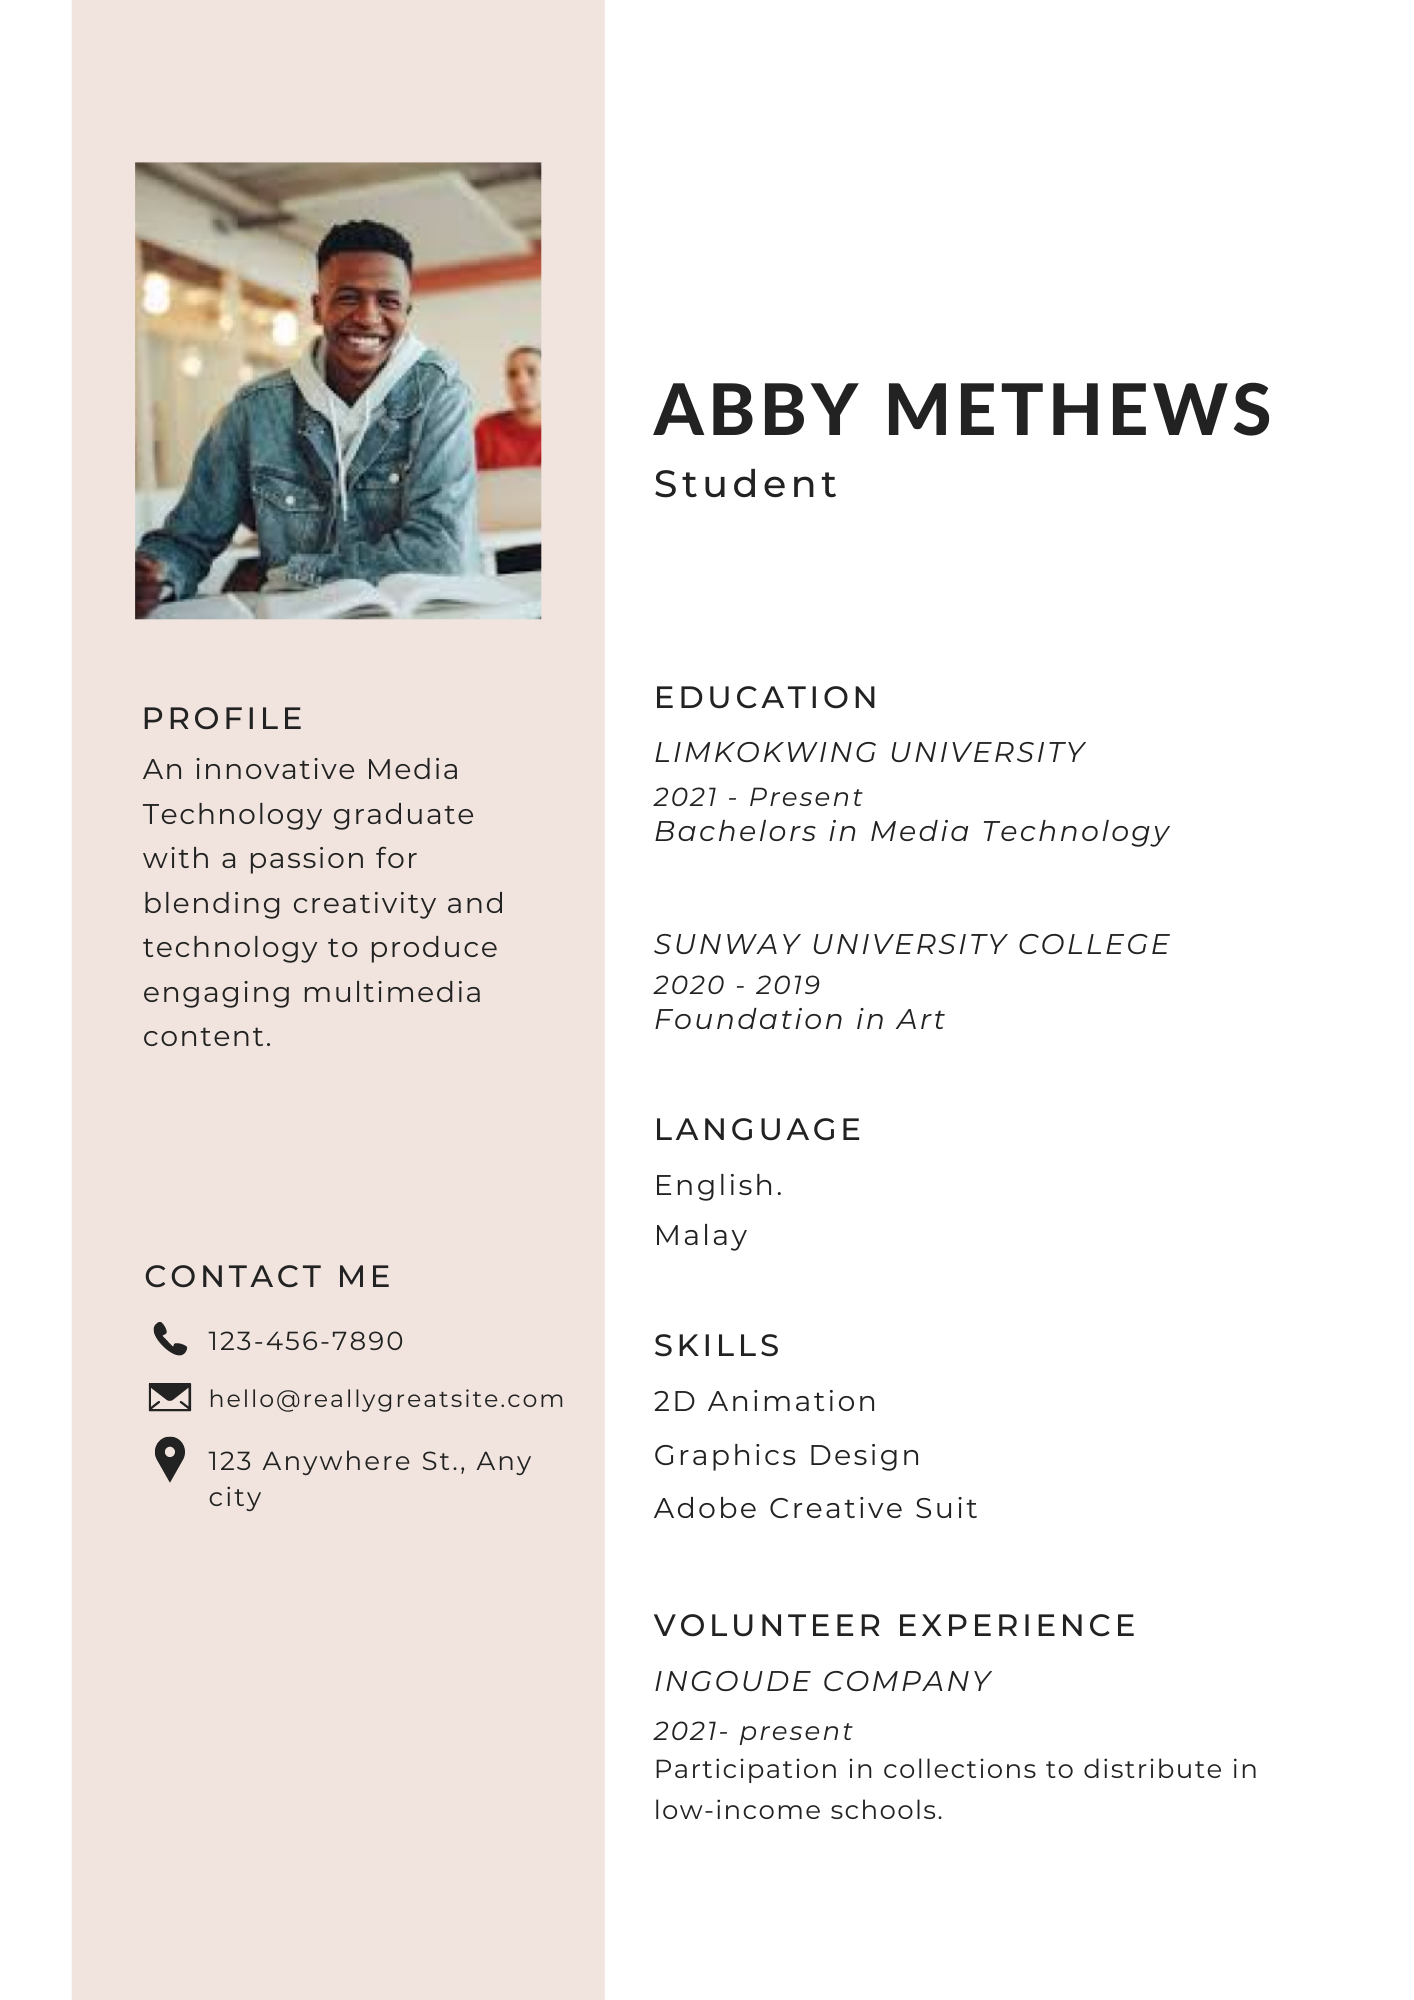 ABBY METHEWS
Student
PROFILE
An innovative Media
Technology graduate
with a passion for
blending creativity and
technology to produce
engaging multimedia
content.
CONTACT ME
123-456-7890
hello@reallygreatsite.com
123 Anywhere St., Any
city
EDUCATION
LIMKOKWING UNIVERSITY
2021 - Present
Bachelors in Media Technology
SUNWAY UNIVERSITY COLLEGE
2020 - 2019
Foundation in Art
LANGUAGE
English.
Malay
SKILLS
2D Animation
Graphics Design
Adobe Creative Suit
VOLUNTEER EXPERIENCE
INGOUDE COMPANY
2021- present
Participation in collections to distribute in
low-income schools.